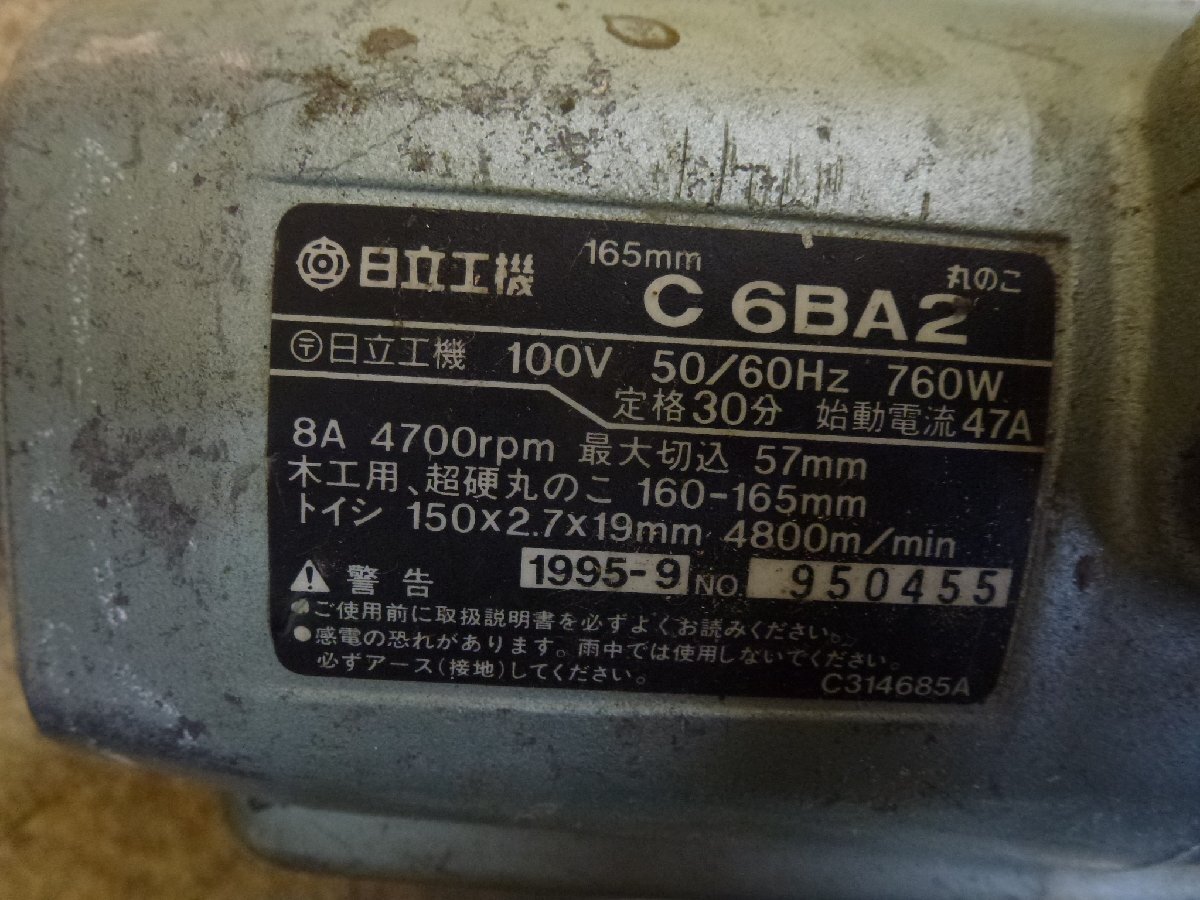 日立工機 165mm C 6BA2 丸のこ
〒日立工機 100V 50/60Hz 760W
定格30分 始動電流47A
8A 4700rpm 最大切込 57mm
木工用、超硬丸のこ 160-165mm
トイシ 150×2.7×19mm 4800m/min
警告 1995-9 NO. 950455
●ご使用前に取扱説明書を必ずよくお読みください。
●感電の恐れがあります。雨中では使用しないでください。
必ずアース(接地)してください。
C314685A